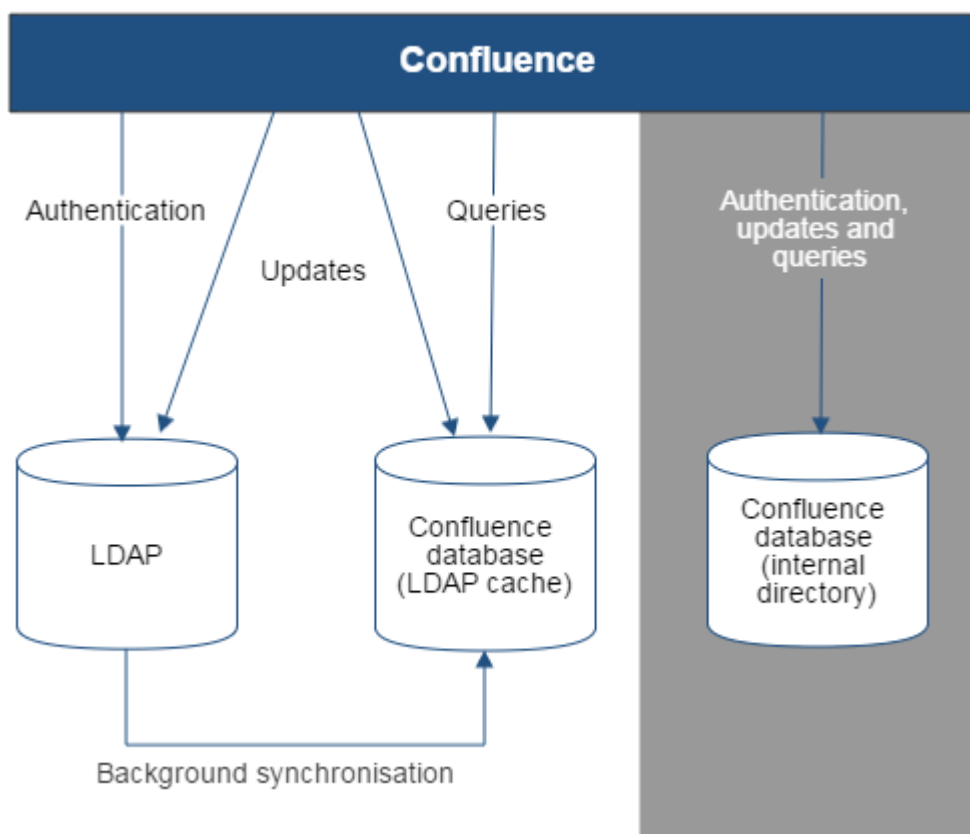 Confluence
Authentication
Updates
Queries
Authentication,
updates and
queries
LDAP
Confluence
database
(LDAP cache)
Confluence
database
(internal
directory)
Background synchronisation